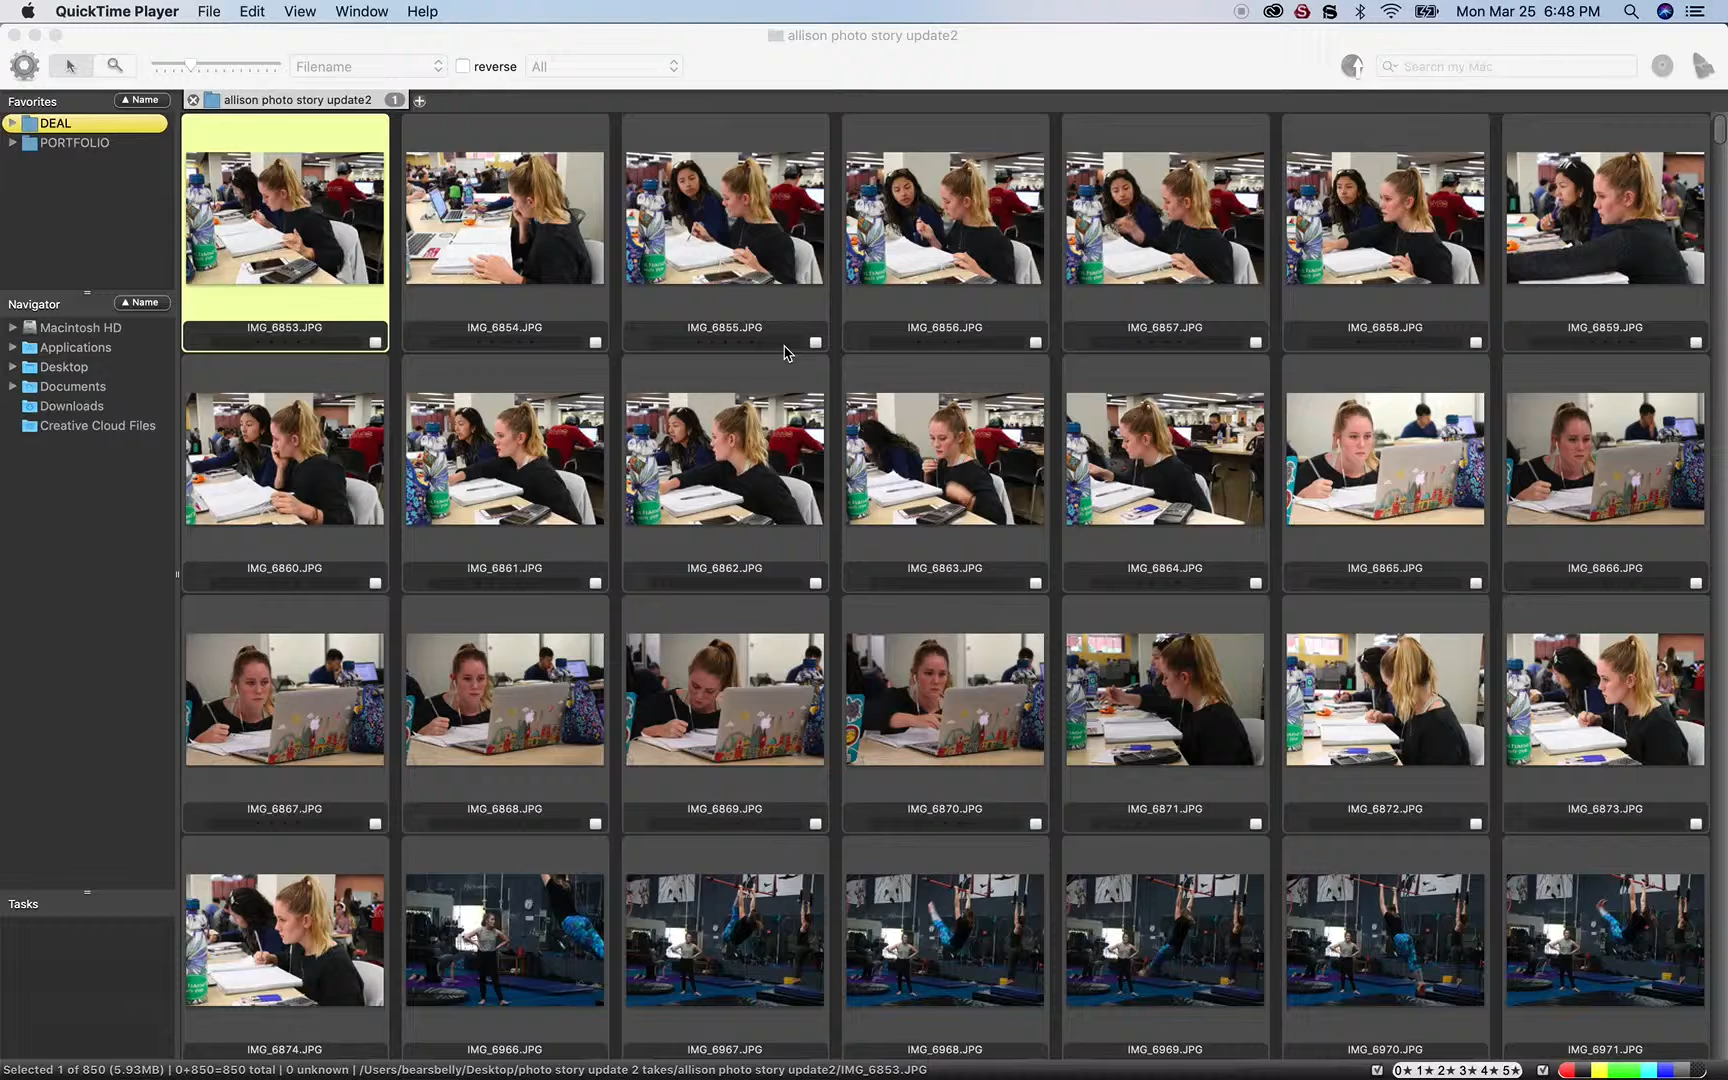 QuickTime Player File Edit View Window Help Mon Mar 25 6:48 PM
allison photo story update2
Filename reverse All Search my Mac
Favorites Name
allison photo story update2 1
DEAL
PORTFOLIO
Navigator Name
Macintosh HD
Applications
Desktop
Documents
Downloads
Creative Cloud Files
IMG_6853.JPG IMG_6854.JPG IMG_6855.JPG IMG_6856.JPG IMG_6857.JPG IMG_6858.JPG IMG_6859.JPG
IMG_6860.JPG IMG_6861.JPG IMG_6862.JPG IMG_6863.JPG IMG_6864.JPG IMG_6865.JPG IMG_6866.JPG
IMG_6867.JPG IMG_6868.JPG IMG_6869.JPG IMG_6870.JPG IMG_6871.JPG IMG_6872.JPG IMG_6873.JPG
Tasks
IMG_6874.JPG IMG_6966.JPG IMG_6967.JPG IMG_6968.JPG IMG_6969.JPG IMG_6970.JPG IMG_6971.JPG
Selected 1 of 850 (5.93MB) | 0+850=850 total | 0 unknown | /Users/bearsbelly/Desktop/photo story update 2 takes/allison photo story update2/IMG_6853.JPG 0★ 1★ 2★ 3★ 4★ 5★